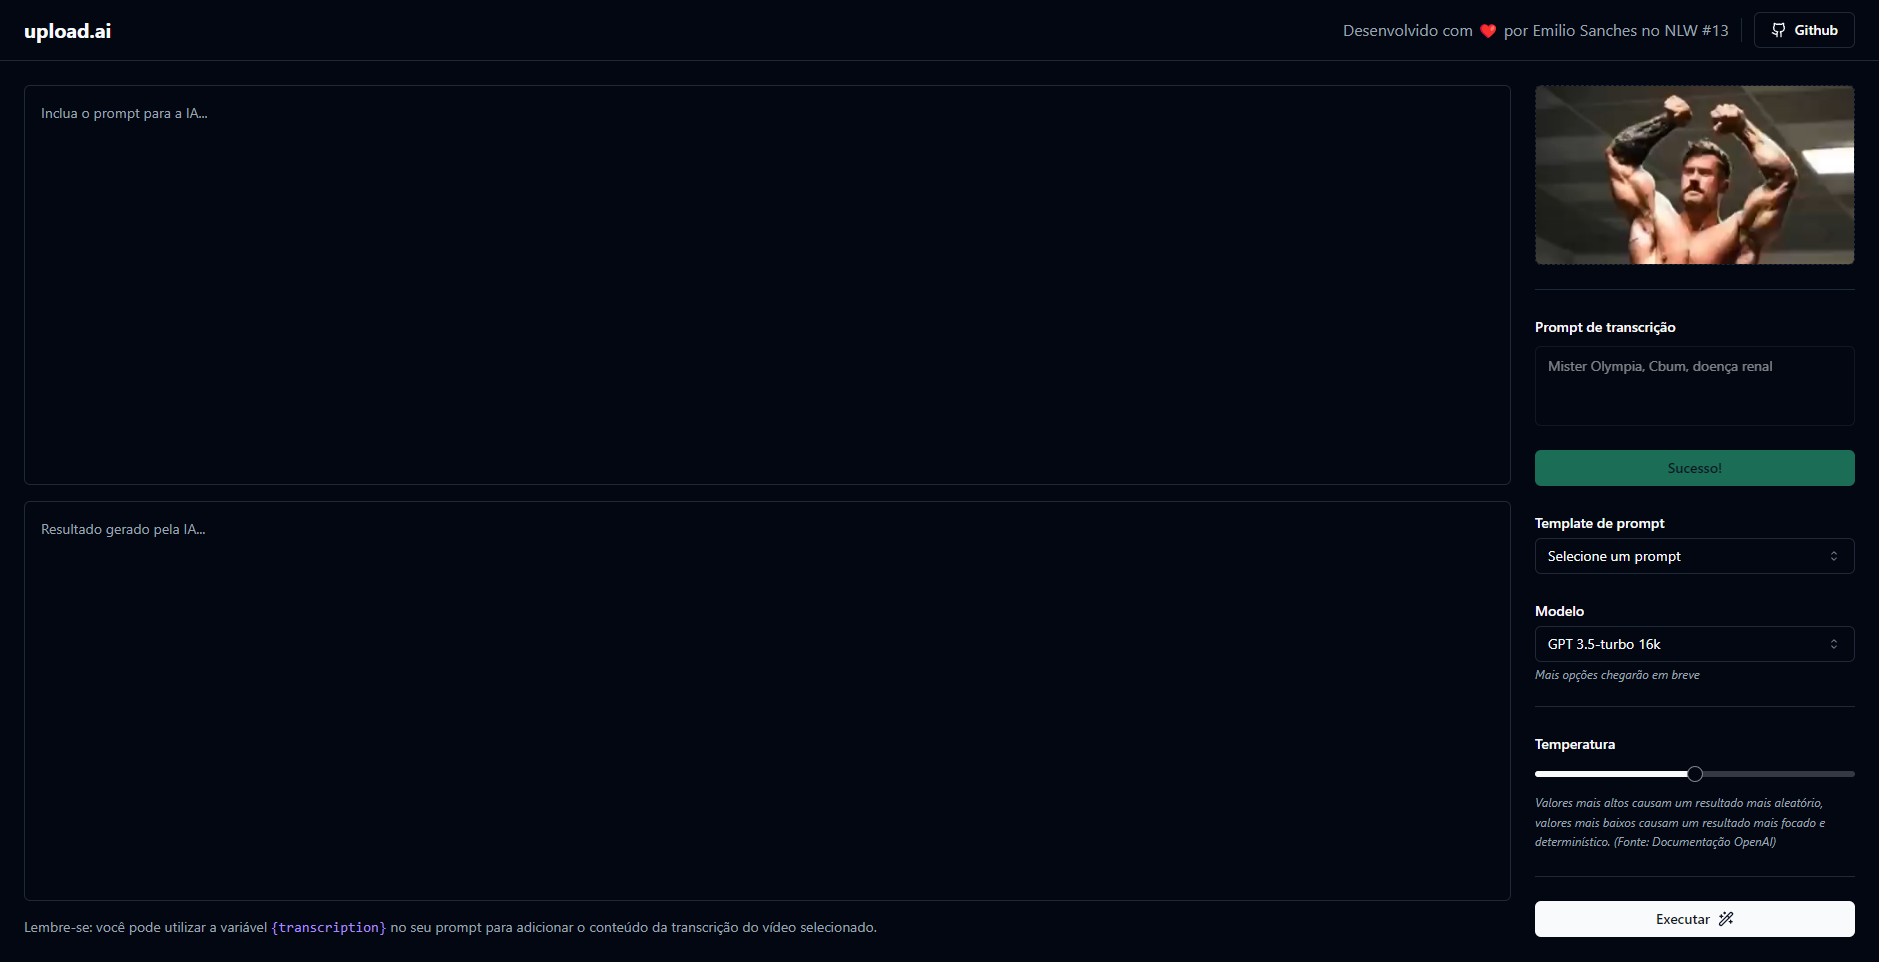 upload.ai
Desenvolvido com ❤️ por Emilio Sanches no NLW #13
Github
Inclua o prompt para a IA...
Resultado gerado pela IA...
Lembre-se: você pode utilizar a variável {transcription} no seu prompt para adicionar o conteúdo da transcrição do vídeo selecionado.
Prompt de transcrição
Mister Olympia, Cbum, doença renal
Sucesso!
Template de prompt
Selecione um prompt
Modelo
GPT 3.5-turbo 16k
Mais opções chegarão em breve
Temperatura
Valores mais altos causam um resultado mais aleatório,
valores mais baixos causam um resultado mais focado e
determinístico. (Fonte: Documentação OpenAI)
Executar